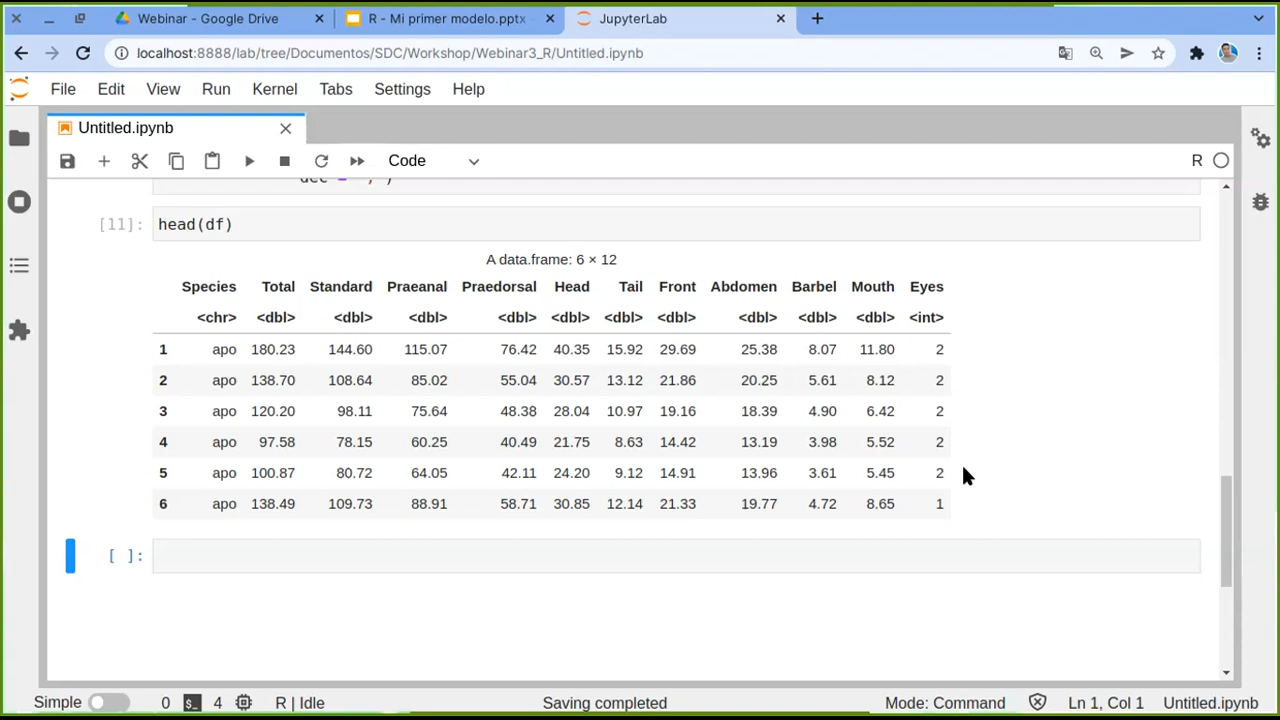 Webinar - Google Drive
R - Mi primer modelo.pptx -
JupyterLab
localhost:8888/lab/tree/Documentos/SDC/Workshop/Webinar3_R/Untitled.ipynb
File Edit View Run Kernel Tabs Settings Help
Untitled.ipynb
Code
R
dec = ",")
[11]: head(df)
A data.frame: 6 × 12
Species Total Standard Praeanal Praedorsal Head Tail Front Abdomen Barbel Mouth Eyes
<chr> <dbl> <dbl> <dbl> <dbl> <dbl> <dbl> <dbl> <dbl> <dbl> <dbl> <int>
1 apo 180.23 144.60 115.07 76.42 40.35 15.92 29.69 25.38 8.07 11.80 2
2 apo 138.70 108.64 85.02 55.04 30.57 13.12 21.86 20.25 5.61 8.12 2
3 apo 120.20 98.11 75.64 48.38 28.04 10.97 19.16 18.39 4.90 6.42 2
4 apo 97.58 78.15 60.25 40.49 21.75 8.63 14.42 13.19 3.98 5.52 2
5 apo 100.87 80.72 64.05 42.11 24.20 9.12 14.91 13.96 3.61 5.45 2
6 apo 138.49 109.73 88.91 58.71 30.85 12.14 21.33 19.77 4.72 8.65 1
[ ]:
Simple 0 $_ 4 R | Idle Saving completed Mode: Command Ln 1, Col 1 Untitled.ipynb